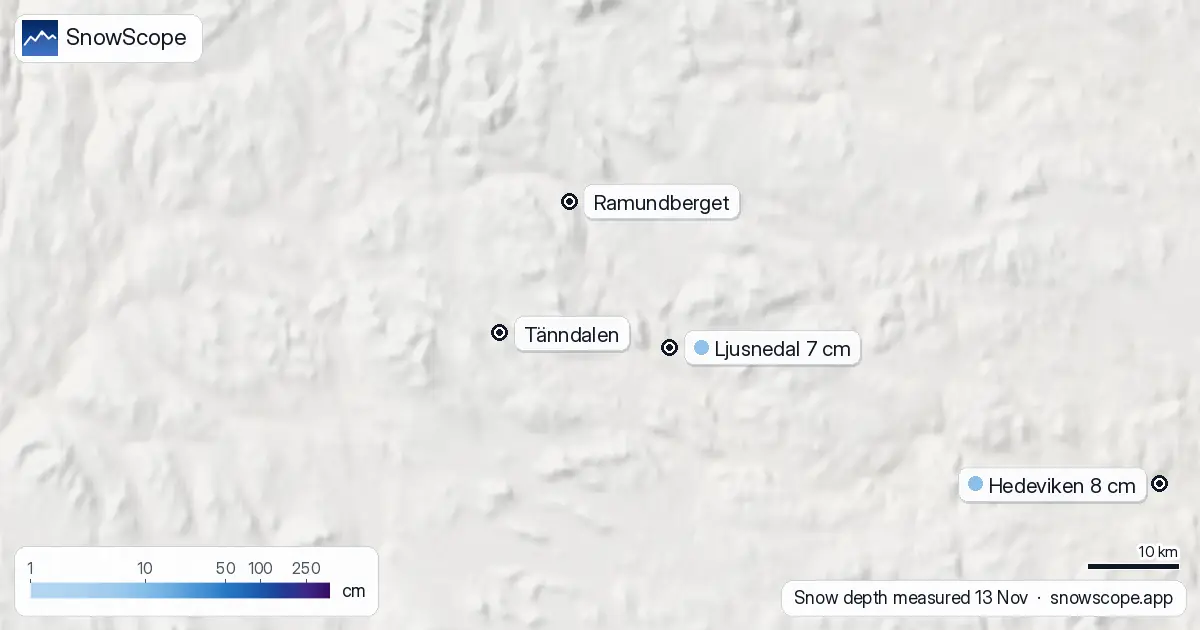 SnowScope
Ramundberget
Tänndalen
Ljusnedal 7 cm
Hedeviken 8 cm
10 km
1 10 50 100 250
cm
Snow depth measured 13 Nov · snowscope.app